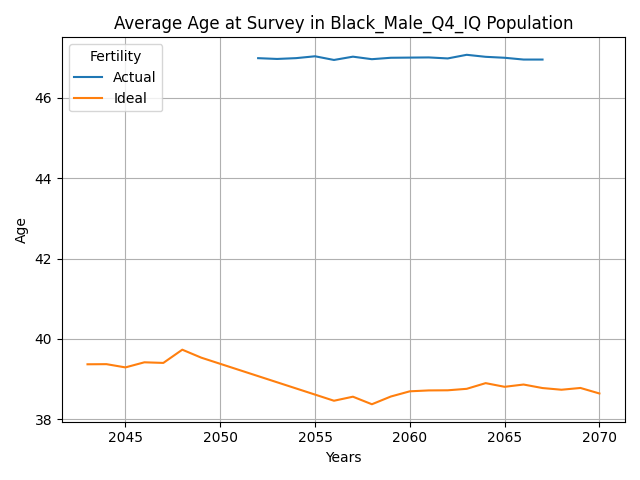 Average Age at Survey in Black_Male_Q4_IQ Population
Fertility
Actual
Ideal
46
44
42
40
38
Age
2045 2050 2055 2060 2065 2070
Years